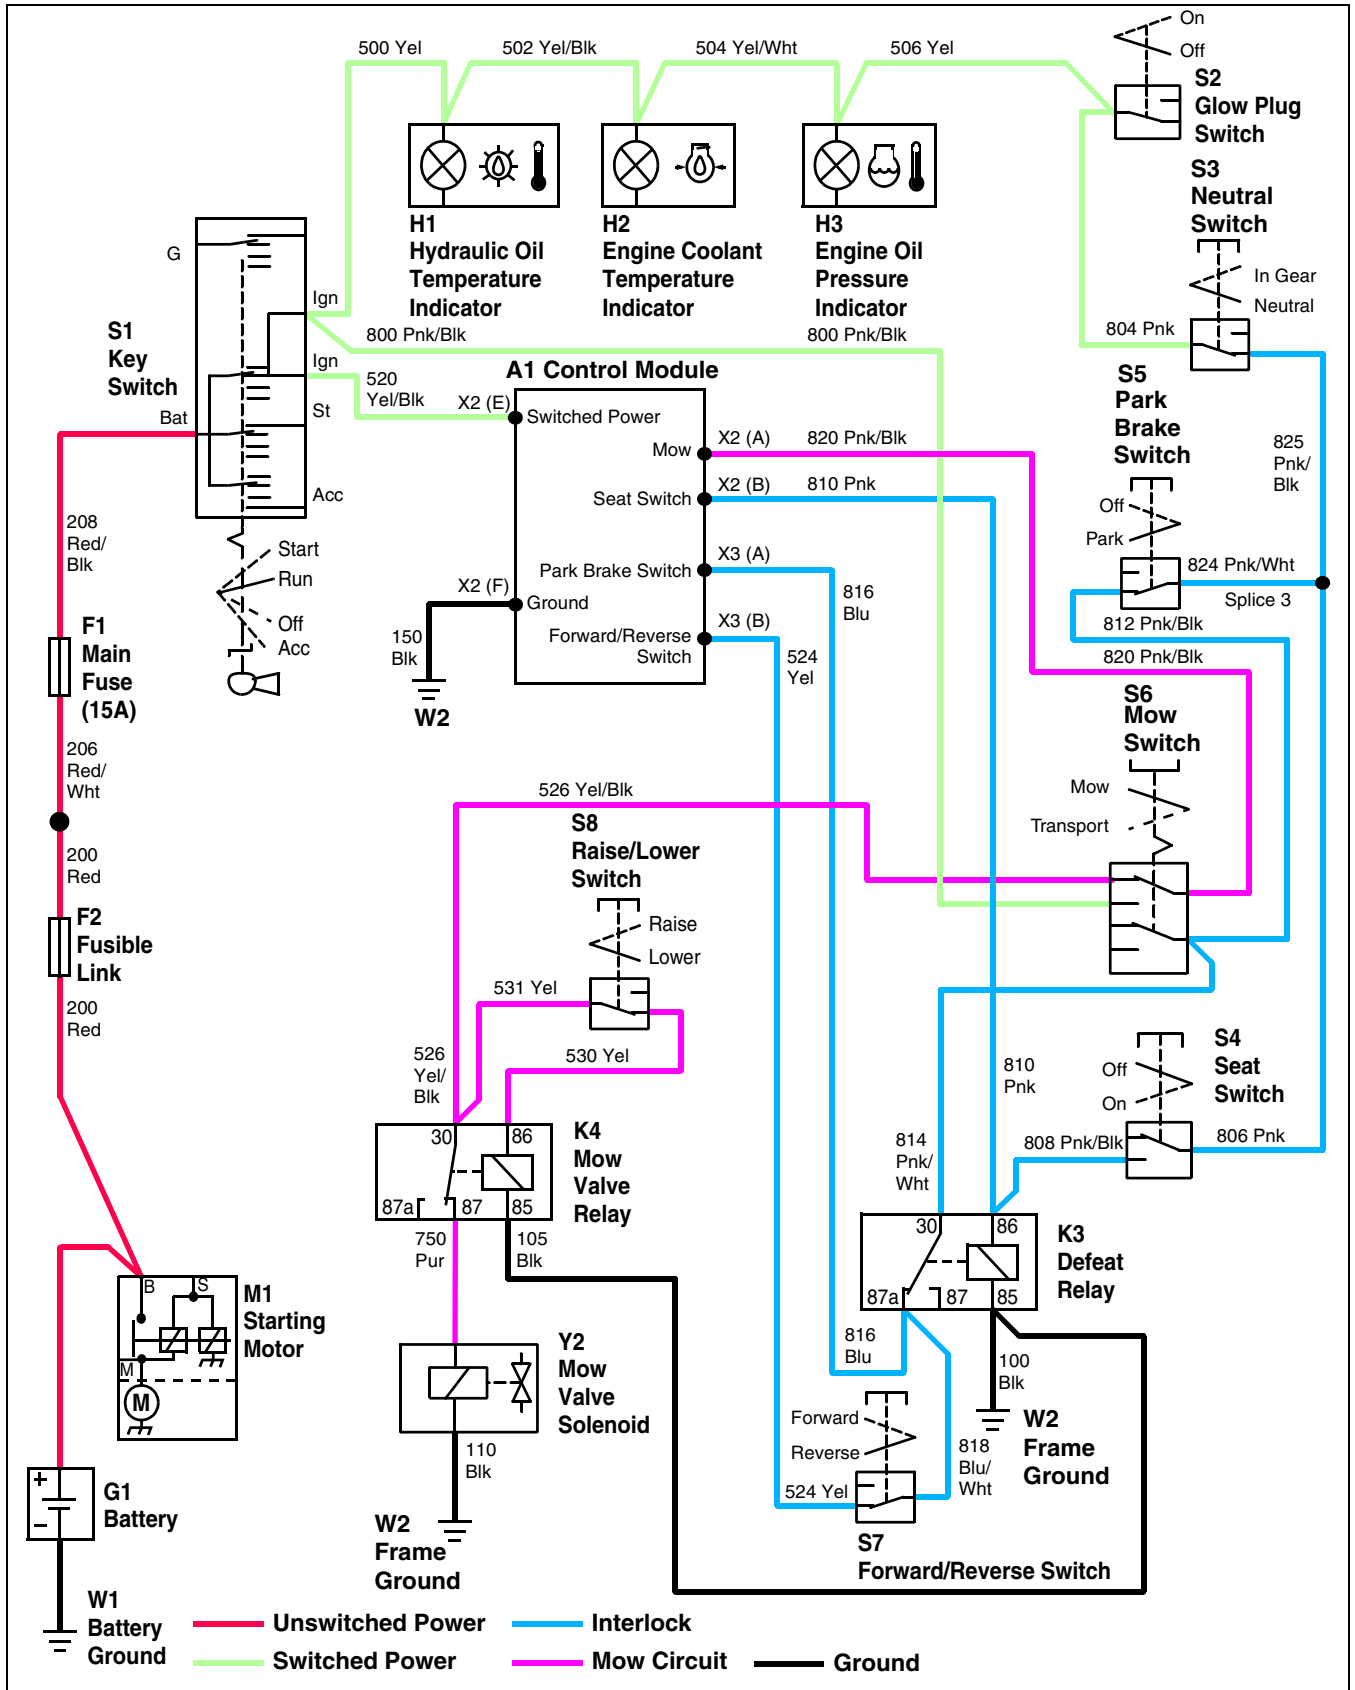 500 Yel
502 Yel/Blk
504 Yel/Wht
506 Yel
On
Off
S2
Glow Plug
Switch
S3
Neutral
Switch
In Gear
Neutral
H1
Hydraulic Oil
Temperature
Indicator
H2
Engine Coolant
Temperature
Indicator
H3
Engine Oil
Pressure
Indicator
G
Ign
S1
Key
Switch
800 Pnk/Blk
800 Pnk/Blk
804 Pnk
Ign
520
Yel/Blk
A1 Control Module
X2 (E)
Switched Power
St
Bat
Acc
S5
Park
Brake
Switch
Mow
X2 (A)
820 Pnk/Blk
825
Pnk/
Blk
Seat Switch
X2 (B)
810 Pnk
Off
Park
208
Red/
Blk
Start
Run
Off
Acc
X2 (F)
Ground
Park Brake Switch
X3 (A)
816
Blu
824 Pnk/Wht
Splice 3
812 Pnk/Blk
F1
Main
Fuse
(15A)
150
Blk
W2
Forward/Reverse
Switch
X3 (B)
524
Yel
820 Pnk/Blk
S6
Mow
Switch
206
Red/
Wht
Mow
Transport
526 Yel/Blk
S8
Raise/Lower
Switch
200
Red
F2
Fusible
Link
Raise
Lower
200
Red
531 Yel
530 Yel
526
Yel/
Blk
810
Pnk
S4
Seat
Switch
Off
On
808 Pnk/Blk
806 Pnk
814
Pnk/
Wht
30
86
87a
87
85
K4
Mow
Valve
Relay
750
Pur
105
Blk
30
86
87a
87
85
K3
Defeat
Relay
B
S
M
M
M1
Starting
Motor
Y2
Mow
Valve
Solenoid
816
Blu
100
Blk
Forward
Reverse
W2
Frame
Ground
818
Blu/
Wht
524 Yel
S7
Forward/Reverse Switch
110
Blk
W2
Frame
Ground
+
−
G1
Battery
W1
Battery
Ground
Unswitched Power
Interlock
Switched Power
Mow Circuit
Ground